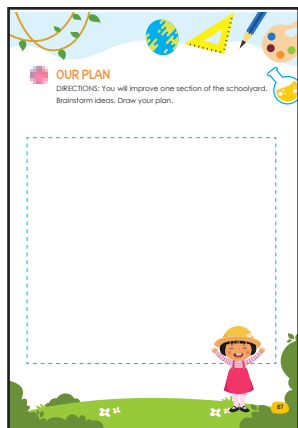 OUR PLAN
DIRECTIONS: You will improve one section of the schoolyard.
Brainstorm ideas. Draw your plan.
87